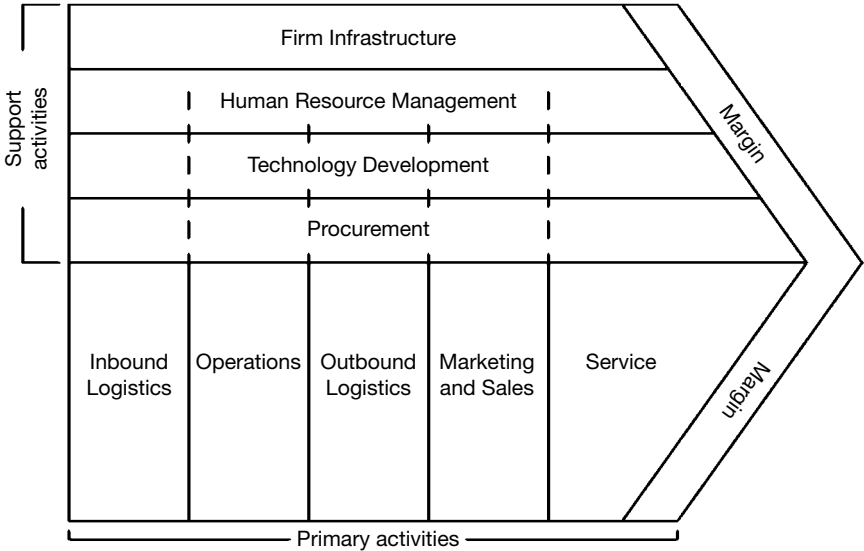 Support
activities
Firm Infrastructure
Human Resource Management
Technology Development
Procurement
Margin
Inbound
Logistics
Operations
Outbound
Logistics
Marketing
and Sales
Service
Margin
Primary activities